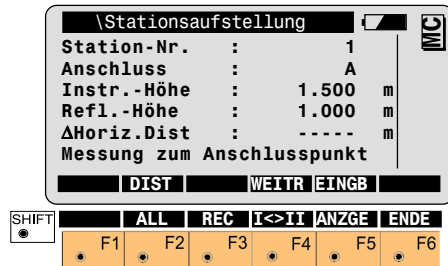 \Stationsaufstellung
MC
Station-Nr. : 1
Anschluss : A
Instr.-Höhe : 1.500 m
Refl.-Höhe : 1.000 m
ΔHoriz.Dist : ----- m
Messung zum Anschlusspunkt
DIST WEITR EINGB
SHIFT ALL REC I<>II ANZGE ENDE
F1 F2 F3 F4 F5 F6